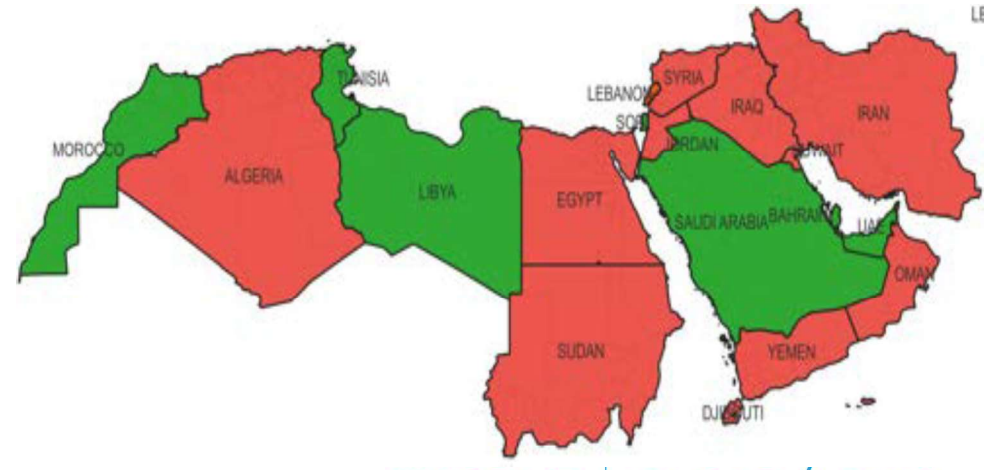 LE
TUNISIA
SYRIA
LEBANON
IRAQ
IRAN
JORDAN
KUWAIT
MOROCCO
ALGERIA
LIBYA
EGYPT
SAUDI ARABIA
BAHRAIN
UAE
OMAN
SUDAN
YEMEN
DJIBOUTI